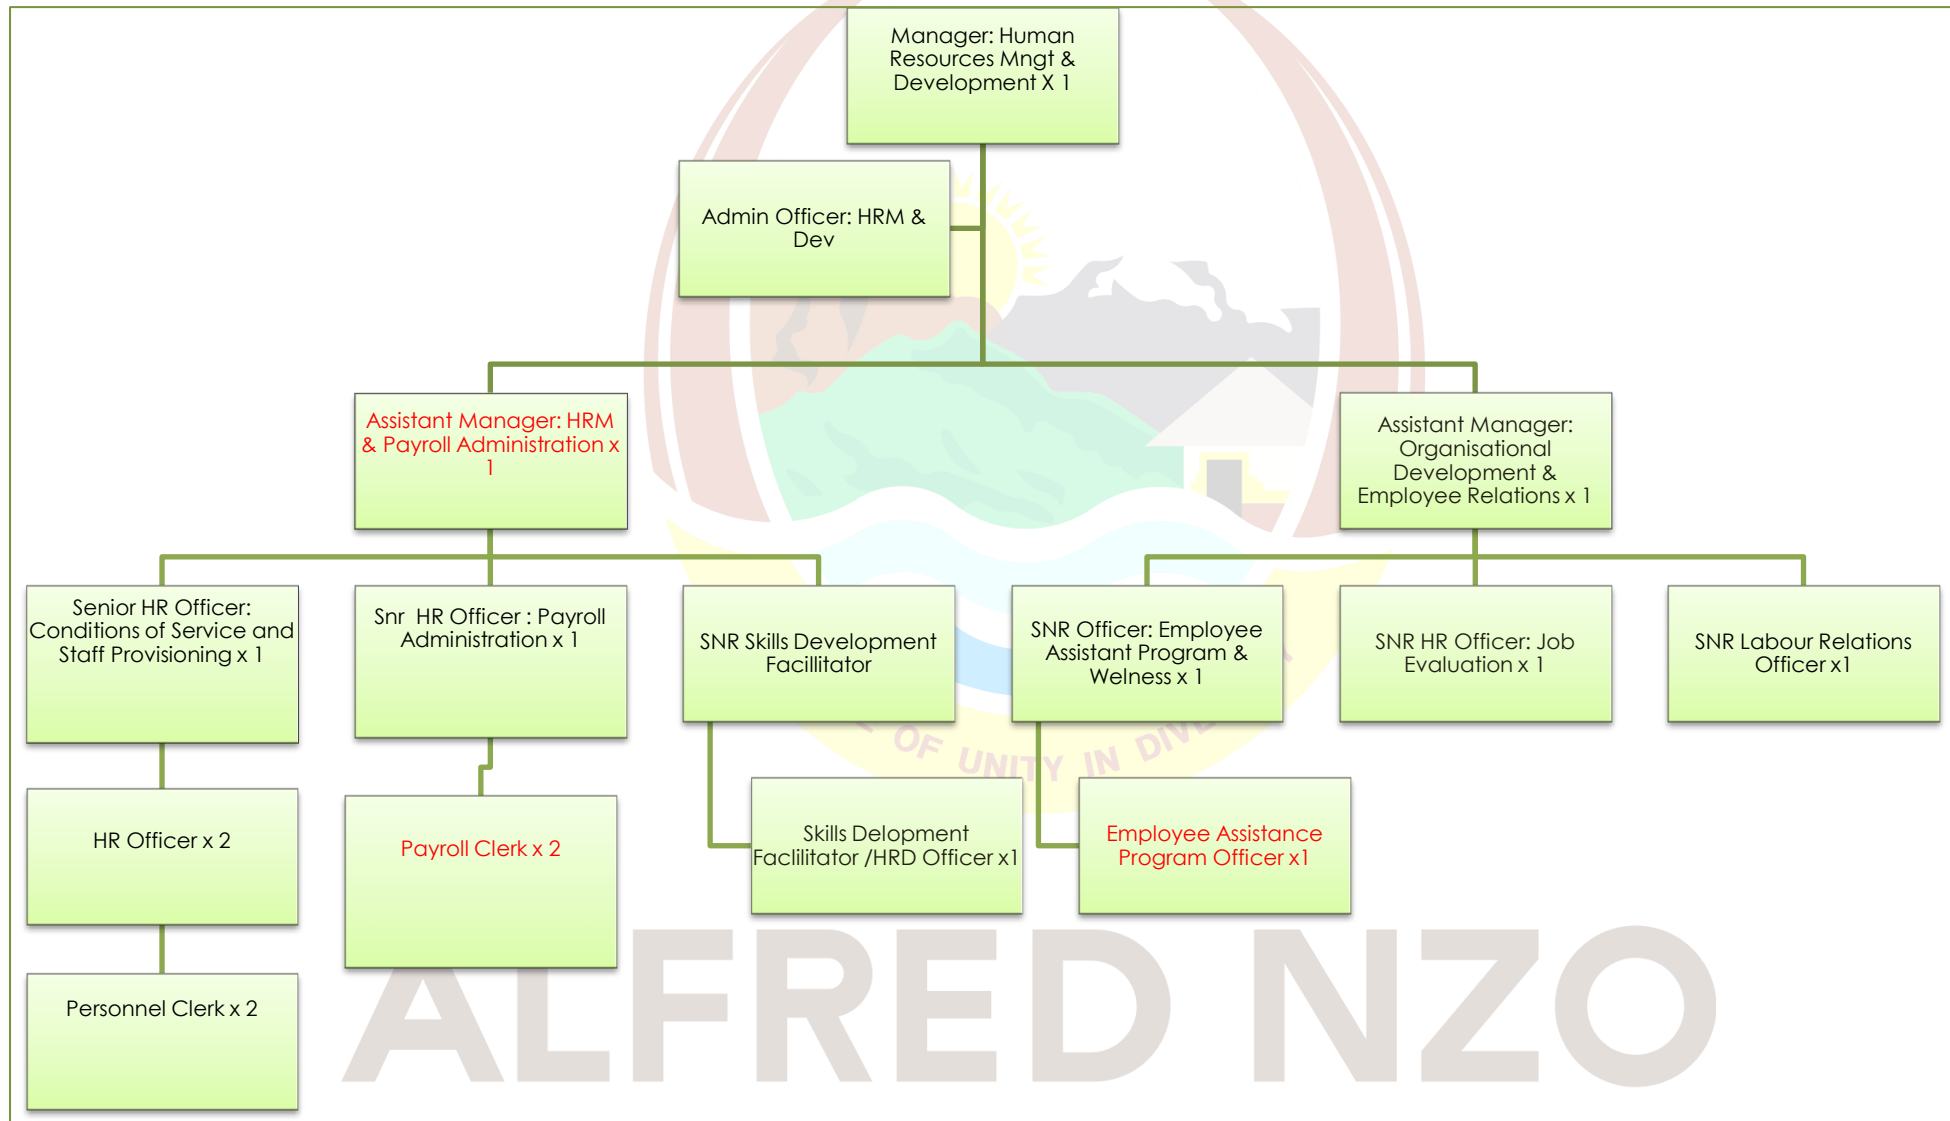 Manager: Human
Resources Mngt &
Development X 1
Admin Officer: HRM &
Dev
Assistant Manager: HRM
& Payroll Administration x
1
Assistant Manager:
Organisational
Development &
Employee Relations x 1
Senior HR Officer:
Conditions of Service and
Staff Provisioning x 1
Snr  HR Officer : Payroll
Administration x 1
SNR Skills Development
Facillitator
SNR Officer: Employee
Assistant Program &
Welness x 1
SNR HR Officer: Job
Evaluation x 1
SNR Labour Relations
Officer x1
HR Officer x 2
Payroll Clerk x 2
Skills Delopment
Faclilitator /HRD Officer x1
Employee Assistance
Program Officer x1
Personnel Clerk x 2
OF UNITY IN
ALFRED NZO